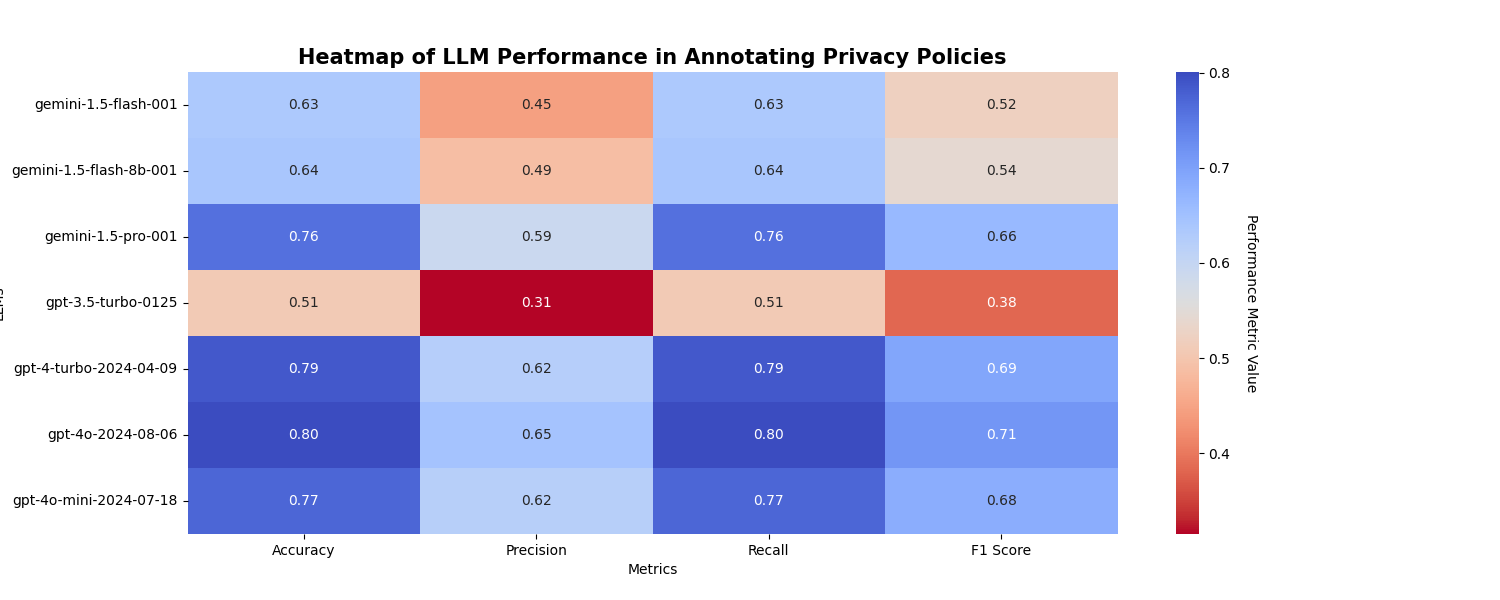 Heatmap of LLM Performance in Annotating Privacy Policies
gemini-1.5-flash-001 0.63 0.45 0.63 0.52
gemini-1.5-flash-8b-001 0.64 0.49 0.64 0.54
gemini-1.5-pro-001 0.76 0.59 0.76 0.66
gpt-3.5-turbo-0125 0.51 0.31 0.51 0.38
gpt-4-turbo-2024-04-09 0.79 0.62 0.79 0.69
gpt-4o-2024-08-06 0.80 0.65 0.80 0.71
gpt-4o-mini-2024-07-18 0.77 0.62 0.77 0.68
Accuracy Precision Recall F1 Score
Metrics
0.8
0.7
0.6
0.5
0.4
Performance Metric Value